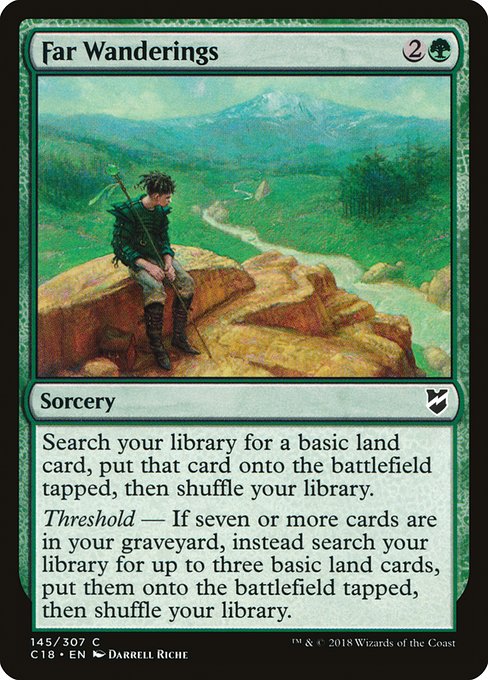 Far Wanderings 2
Sorcery
Search your library for a basic land
card, put that card onto the battlefield
tapped, then shuffle your library.
Threshold — If seven or more cards are
in your graveyard, instead search your
library for up to three basic land cards,
put them onto the battlefield tapped,
then shuffle your library.
145/307 C
C18 • EN Darrell Riche
™ & © 2018 Wizards of the Coast